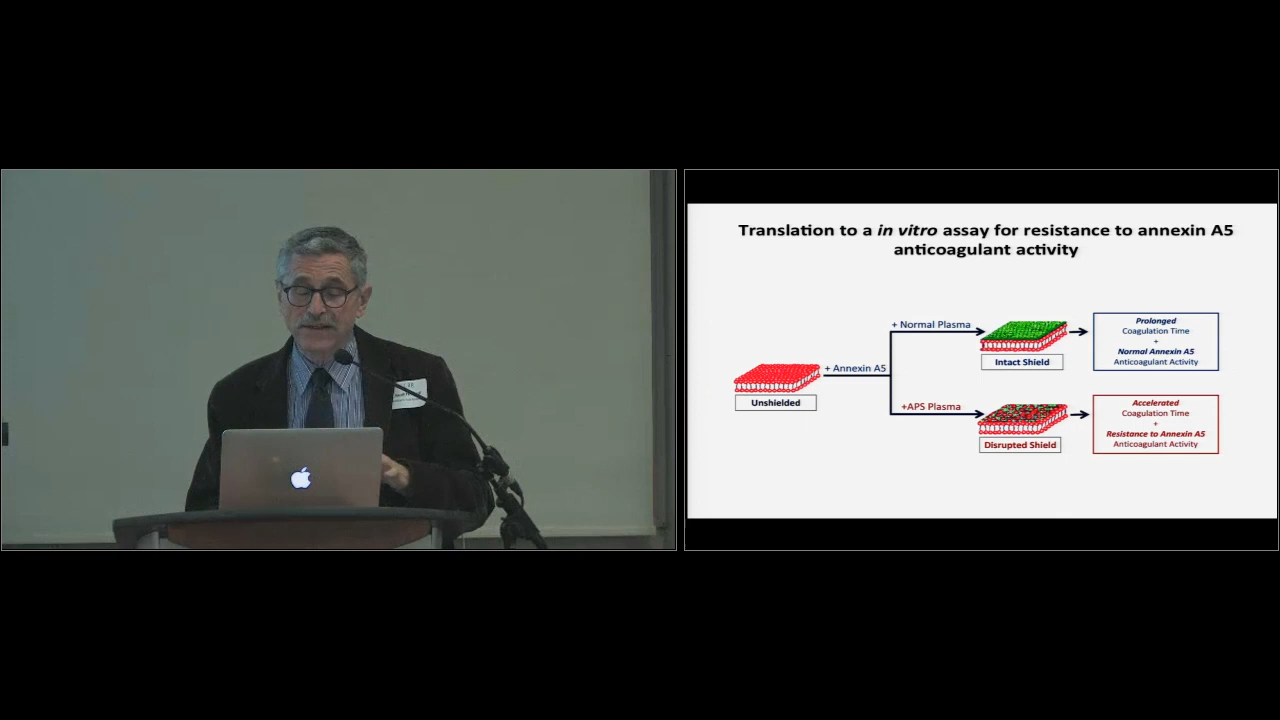 Translation to a in vitro assay for resistance to annexin A5
anticoagulant activity
+ Normal Plasma
Intact Shield
Prolonged
Coagulation Time
+
Normal Annexin A5
Anticoagulant Activity
+ Annexin A5
Unshielded
+APS Plasma
Disrupted Shield
Accelerated
Coagulation Time
+
Resistance to Annexin A5
Anticoagulant Activity